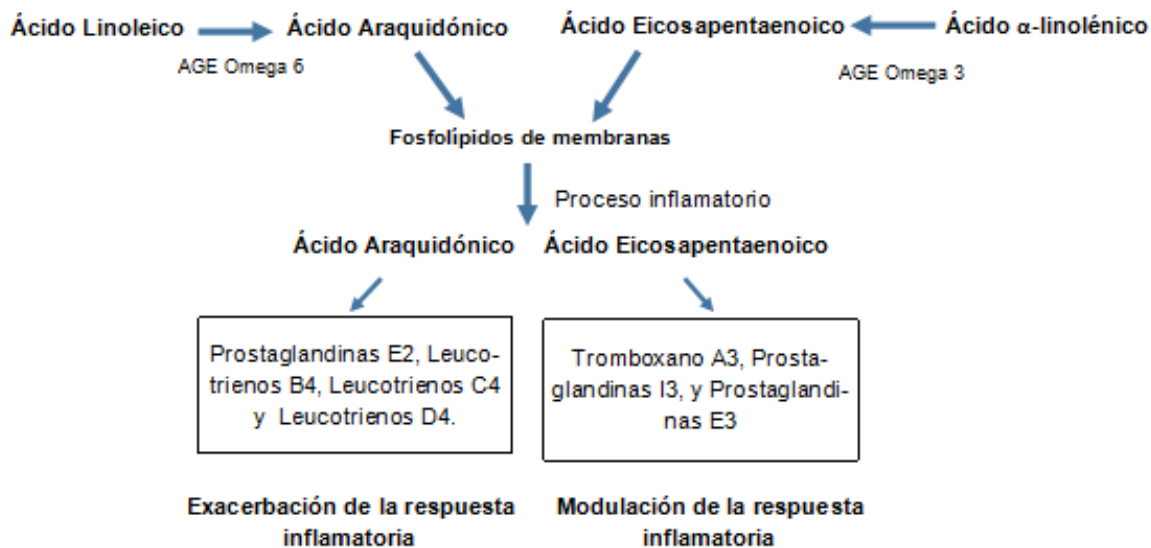 Ácido Linoleico
Ácido Araquidónico
Ácido Eicosapentaenoico
Ácido α-linolénico
AGE Omega 6
AGE Omega 3
Fosfolípidos de membranas
Proceso inflamatorio
Ácido Araquidónico
Ácido Eicosapentaenoico
Prostaglandinas E2, Leuco-
trienos B4, Leucotrienos C4
y Leucotrienos D4.
Tromboxano A3, Prosta-
glandinas I3, y Prostaglandi-
nas E3
Exacerbación de la respuesta
inflamatoria
Modulación de la respuesta
inflamatoria